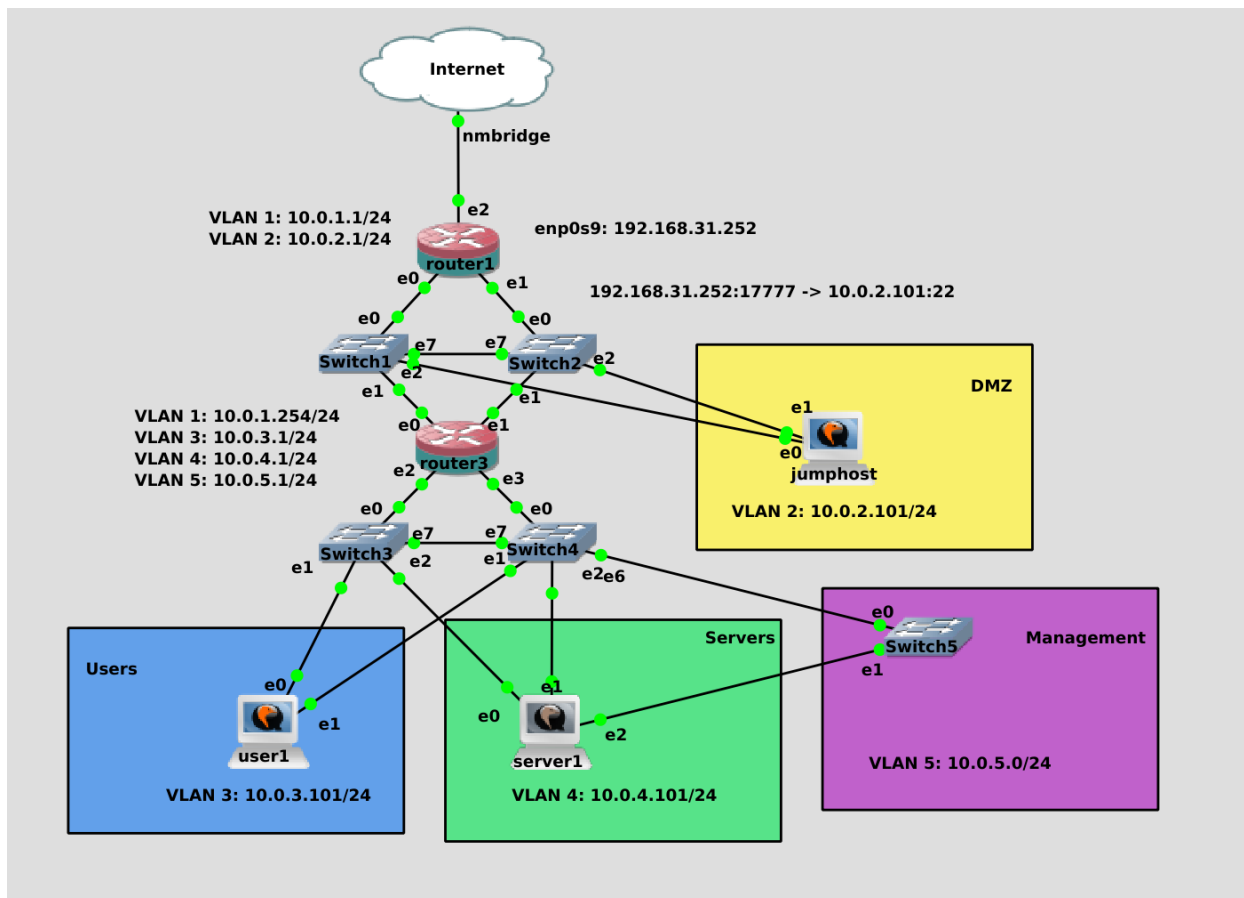 Internet
nmbridge
e2
VLAN 1: 10.0.1.1/24
VLAN 2: 10.0.2.1/24
enp0s9: 192.168.31.252
router1
e0
e1
192.168.31.252:17777 -> 10.0.2.101:22
e0
e0
e7
e7
Switch1
Switch2
e2
e2
e1
e1
DMZ
VLAN 1: 10.0.1.254/24
VLAN 3: 10.0.3.1/24
VLAN 4: 10.0.4.1/24
VLAN 5: 10.0.5.1/24
e0
e1
router3
e1
e0
jumphost
VLAN 2: 10.0.2.101/24
e2
e3
e0
e0
e7
e7
Switch3
Switch4
e1
e2
e1
e2
e6
Users
Servers
Management
e0
Switch5
e1
e0
e1
user1
e1
e0
e2
server1
VLAN 3: 10.0.3.101/24
VLAN 4: 10.0.4.101/24
VLAN 5: 10.0.5.0/24